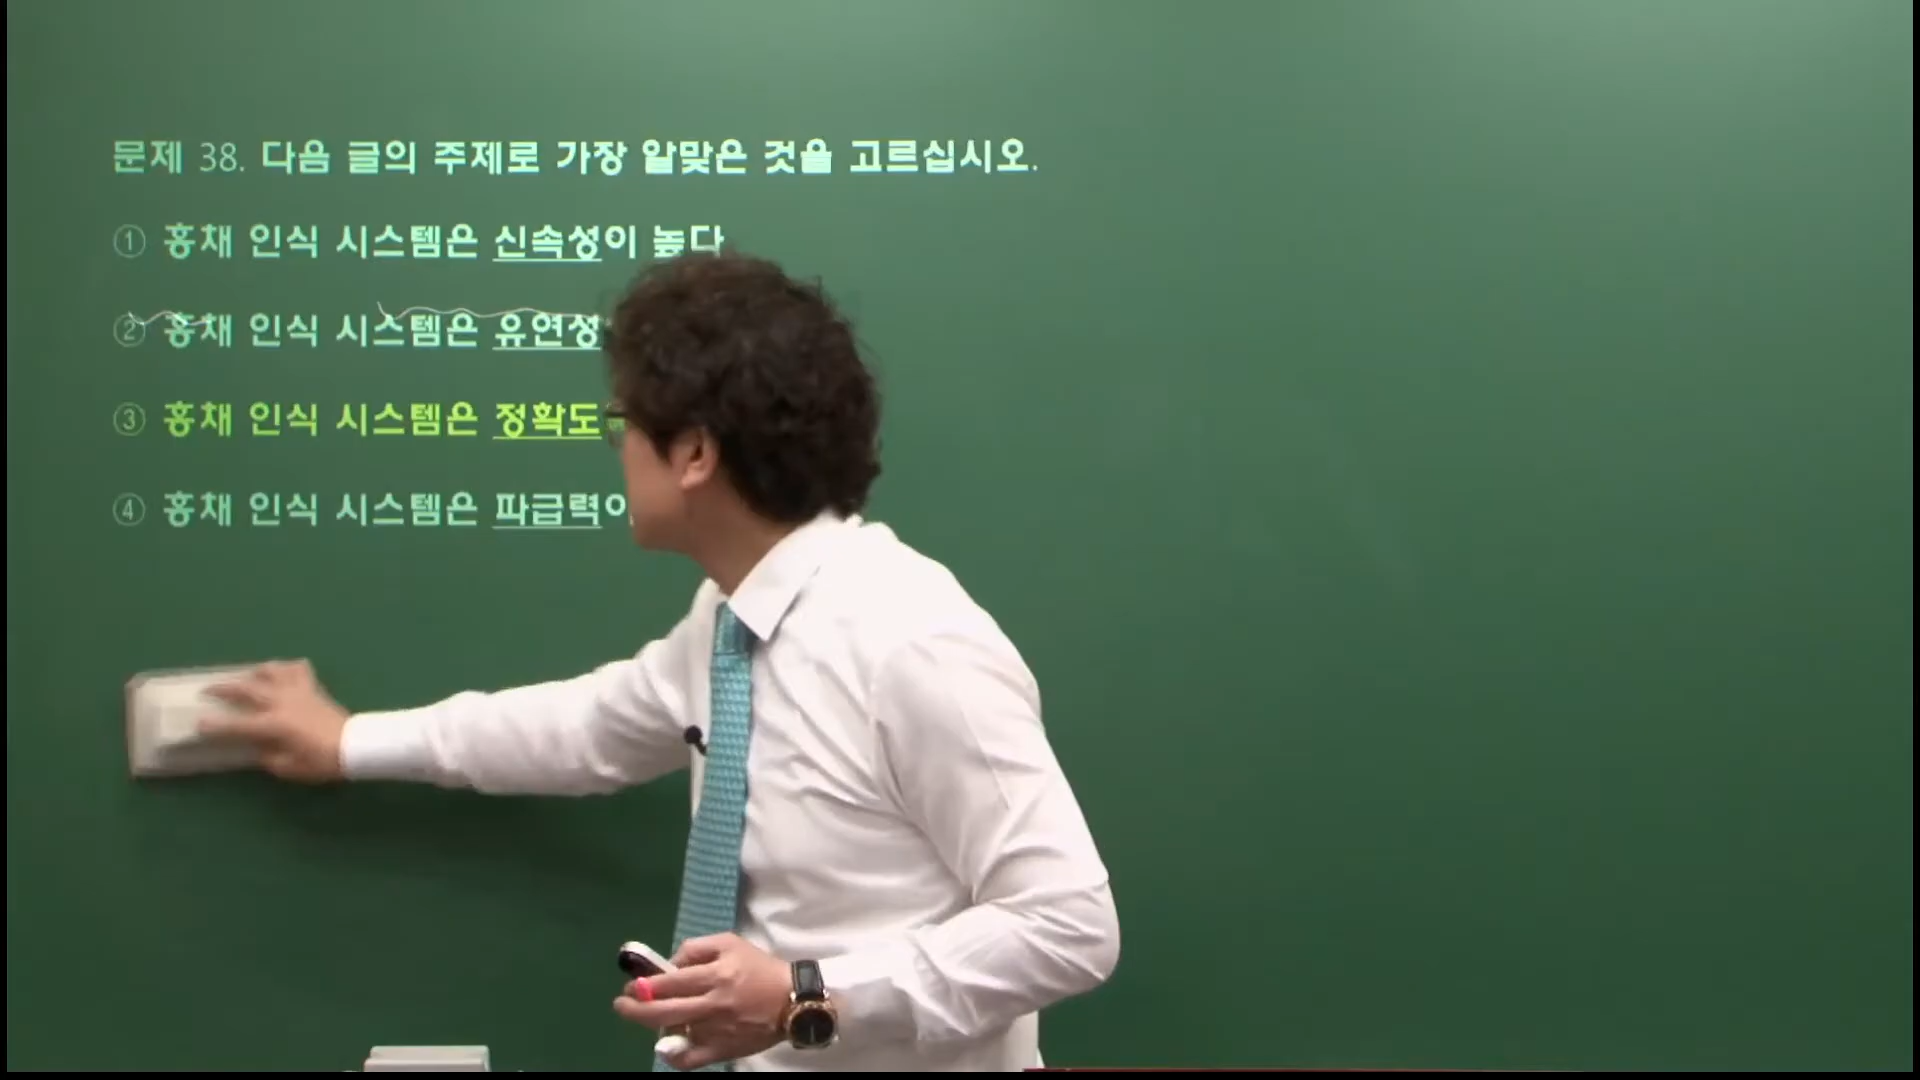 문제 38. 다음 글의 주제로 가장 알맞은 것을 고르십시오.
① 홍채 인식 시스템은 신속성이 높다
② 홍채 인식 시스템은 유연성
③ 홍채 인식 시스템은 정확도
④ 홍채 인식 시스템은 파급력이